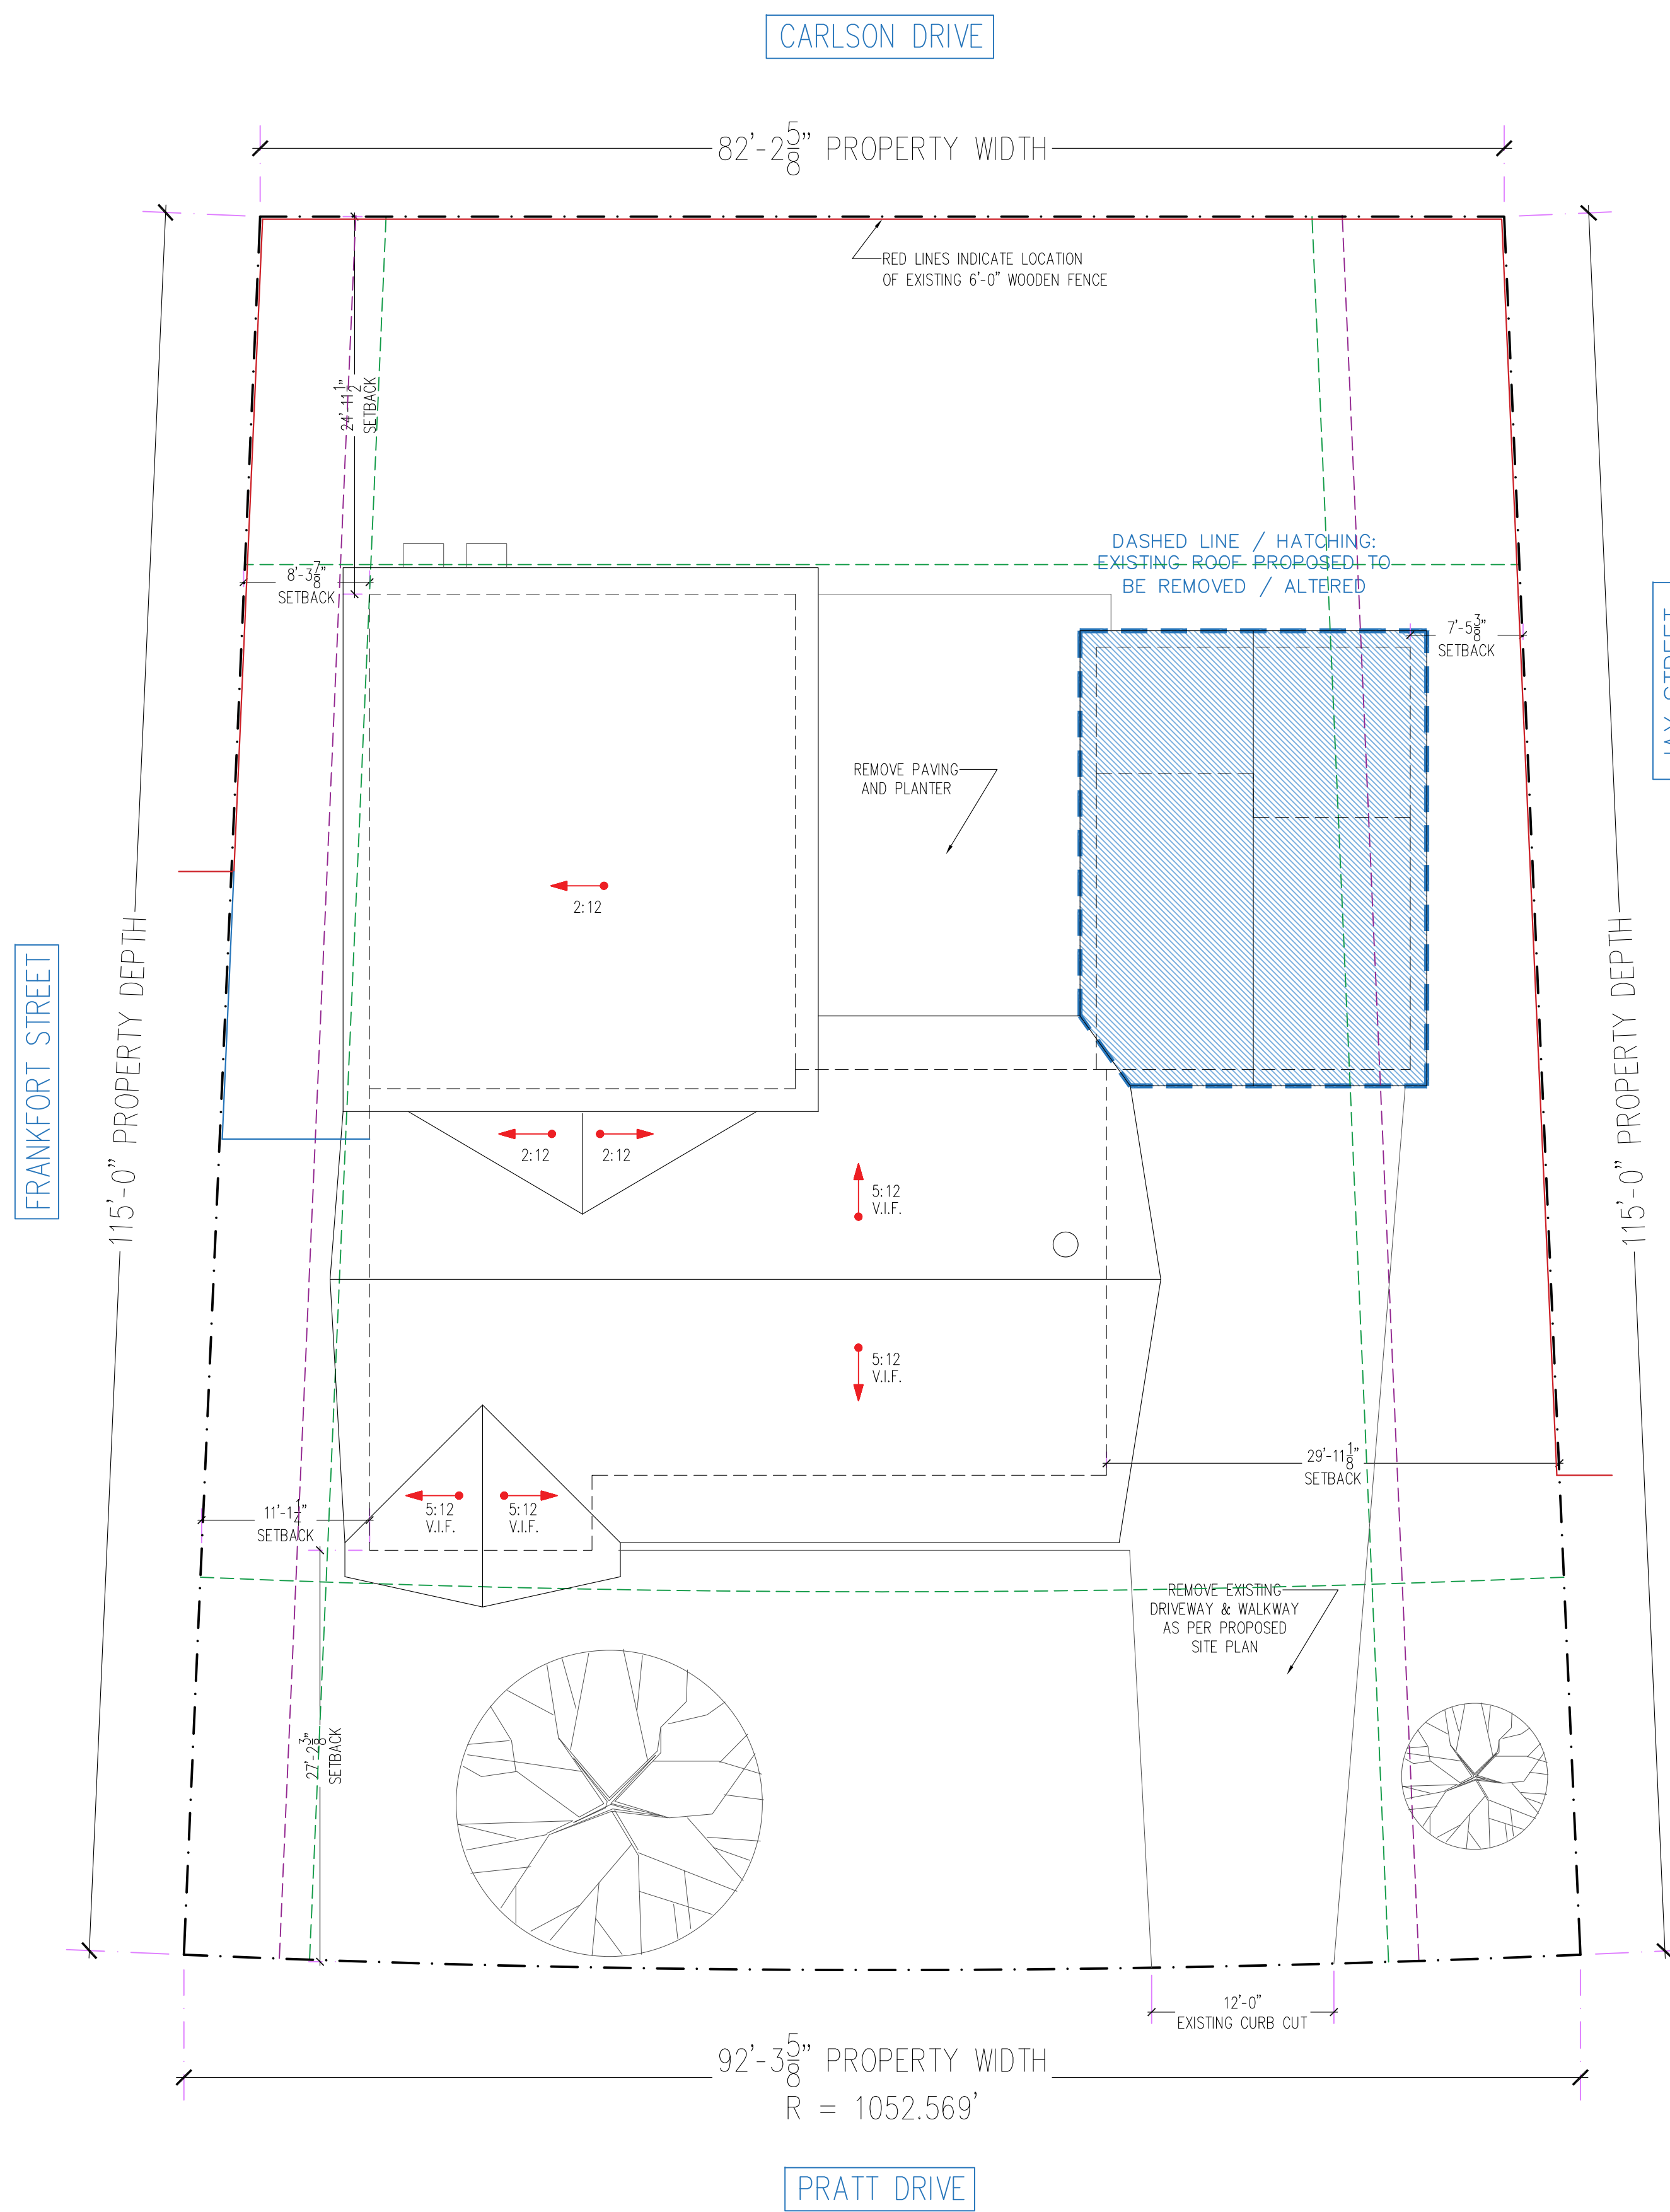 CARLSON DRIVE
82'-2 5/8" PROPERTY WIDTH
RED LINES INDICATE LOCATION
OF EXISTING 6'-0" WOODEN FENCE
24'-11 1/2"
SETBACK
DASHED LINE / HATCHING:
EXISTING ROOF PROPOSED TO
BE REMOVED / ALTERED
8'-3 7/8"
SETBACK
7'-5 3/8"
SETBACK
REMOVE PAVING
AND PLANTER
2:12
FRANKFORT STREET
115'-0" PROPERTY DEPTH
115'-0" PROPERTY DEPTH
2:12
2:12
5:12
V.I.F.
5:12
V.I.F.
29'-11 1/8"
SETBACK
5:12
V.I.F.
5:12
V.I.F.
SETBACK
REMOVE EXISTING
DRIVEWAY & WALKWAY
AS PER PROPOSED
SITE PLAN
27'-2 3/8"
SETBACK
12'-0"
EXISTING CURB CUT
92'-3 5/8" PROPERTY WIDTH
R = 1052.569'
PRATT DRIVE